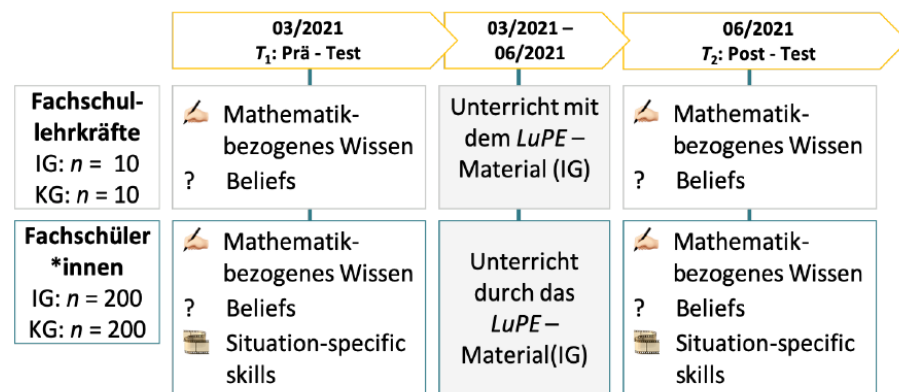 03/2021
T₁: Prä - Test
03/2021 –
06/2021
06/2021
T₂: Post - Test
Fachschul-
lehrkräfte
IG: n = 10
KG: n = 10
Mathematik-
bezogenes Wissen
? Beliefs
Unterricht mit
dem LuPE –
Material (IG)
Mathematik-
bezogenes Wissen
? Beliefs
Fachschüler
*innen
IG: n = 200
KG: n = 200
Mathematik-
bezogenes Wissen
? Beliefs
Situation-specific
skills
Unterricht
durch das
LuPE –
Material(IG)
Mathematik-
bezogenes Wissen
? Beliefs
Situation-specific
skills